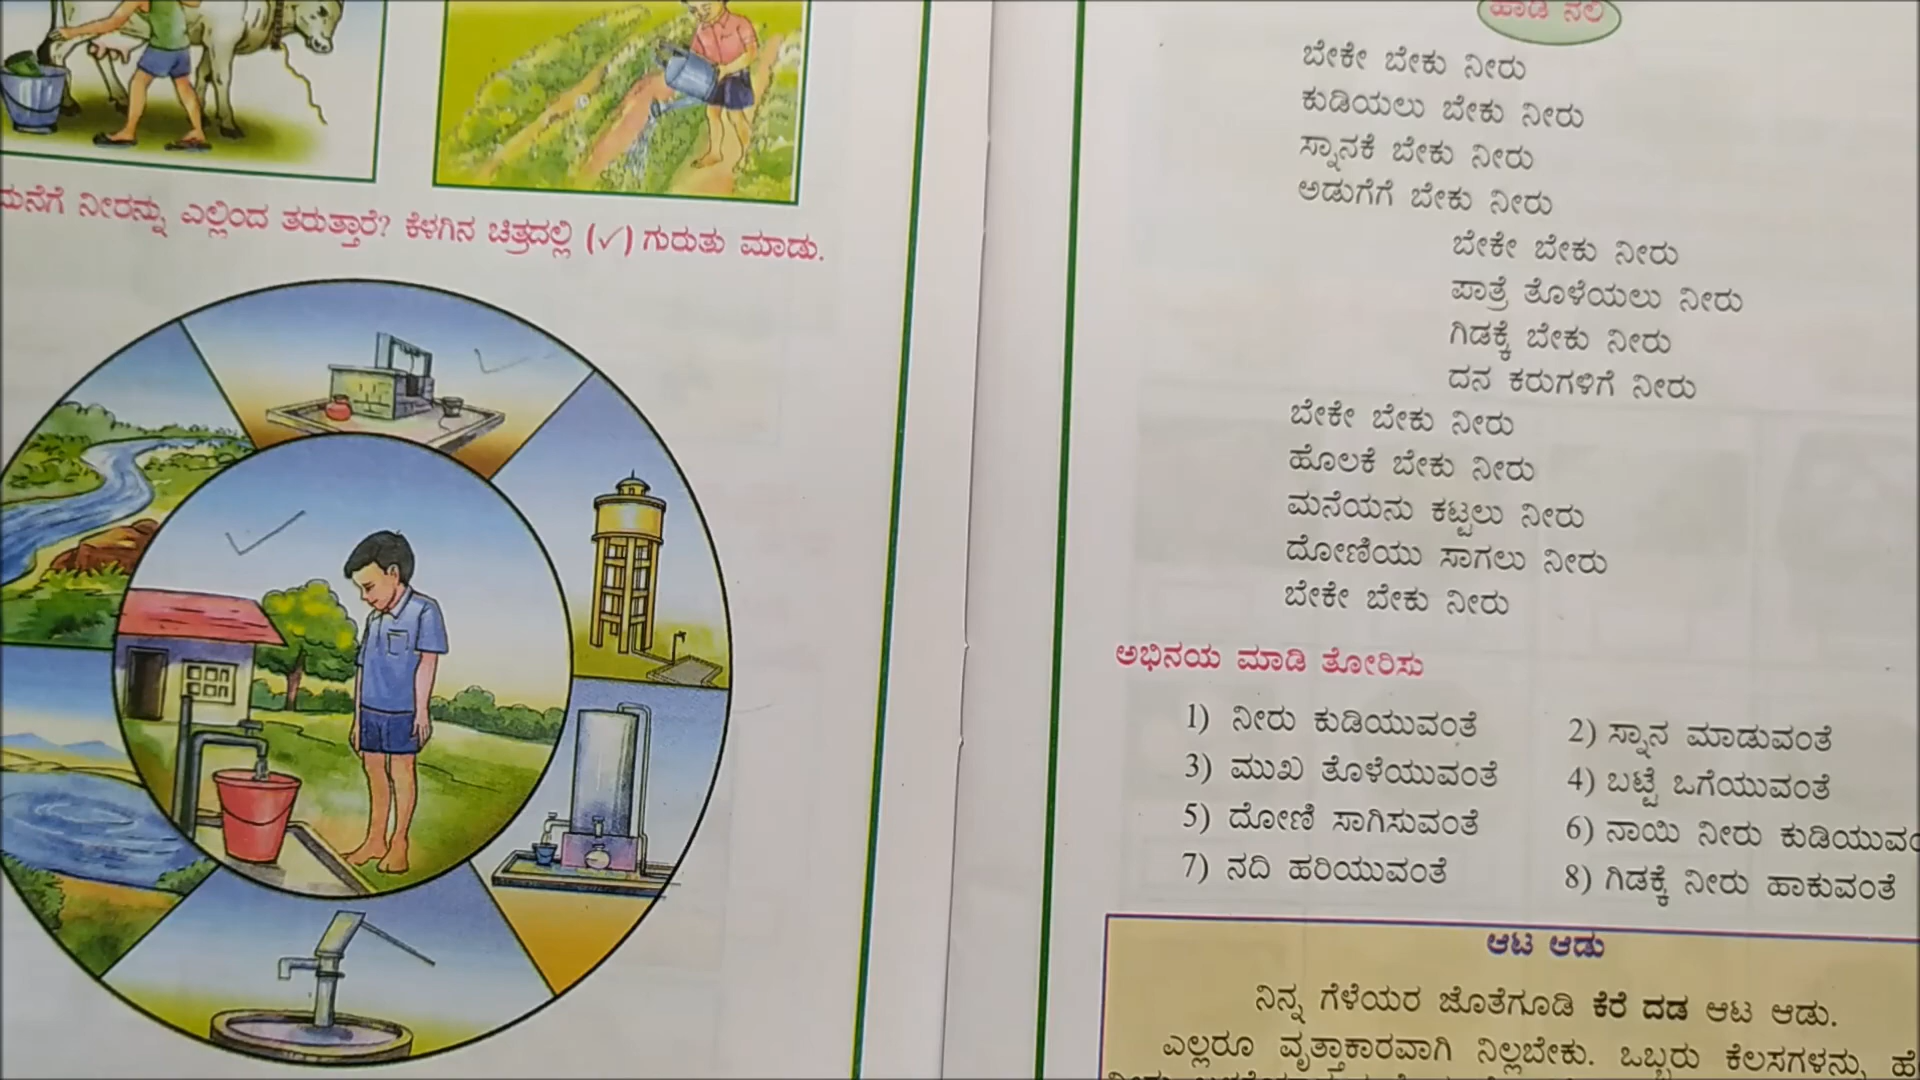 ನೀರನ್ನು ಎಲ್ಲಿಂದ ತರುತ್ತಾರೆ? ಕೆಳಗಿನ ಚಿತ್ರದಲ್ಲಿ (✓) ಗುರುತು ಮಾಡು.
ಹಾಡಿ ನಲಿ
ಬೇಕೇ ಬೇಕು ನೀರು
ಕುಡಿಯಲು ಬೇಕು ನೀರು
ಸ್ನಾನಕೆ ಬೇಕು ನೀರು
ಅಡುಗೆಗೆ ಬೇಕು ನೀರು
ಬೇಕೇ ಬೇಕು ನೀರು
ಪಾತ್ರೆ ತೊಳೆಯಲು ನೀರು
ಗಿಡಕ್ಕೆ ಬೇಕು ನೀರು
ದನ ಕರುಗಳಿಗೆ ನೀರು
ಬೇಕೇ ಬೇಕು ನೀರು
ಹೊಲಕೆ ಬೇಕು ನೀರು
ಮನೆಯನು ಕಟ್ಟಲು ನೀರು
ದೋಣಿಯು ಸಾಗಲು ನೀರು
ಬೇಕೇ ಬೇಕು ನೀರು
ಅಭಿನಯ ಮಾಡಿ ತೋರಿಸು
1) ನೀರು ಕುಡಿಯುವಂತೆ 2) ಸ್ನಾನ ಮಾಡುವಂತೆ
3) ಮುಖ ತೊಳೆಯುವಂತೆ 4) ಬಟ್ಟೆ ಒಗೆಯುವಂತೆ
5) ದೋಣಿ ಸಾಗಿಸುವಂತೆ 6) ನಾಯಿ ನೀರು
7) ನದಿ ಹರಿಯುವಂತೆ 8) ಗಿಡಕ್ಕೆ ನೀರು ಹಾಕುವಂತೆ
ಆಟ ಆಡು
ನಿನ್ನ ಗೆಳೆಯರ ಜೊತೆಗೂಡಿ ಕೆರೆ ದಡ ಆಟ ಆಡು.
ಎಲ್ಲರೂ ವೃತ್ತಾಕಾರವಾಗಿ ನಿಲ್ಲಬೇಕು. ಒಬ್ಬರು ಕೆಲಸಗಳನ್ನು